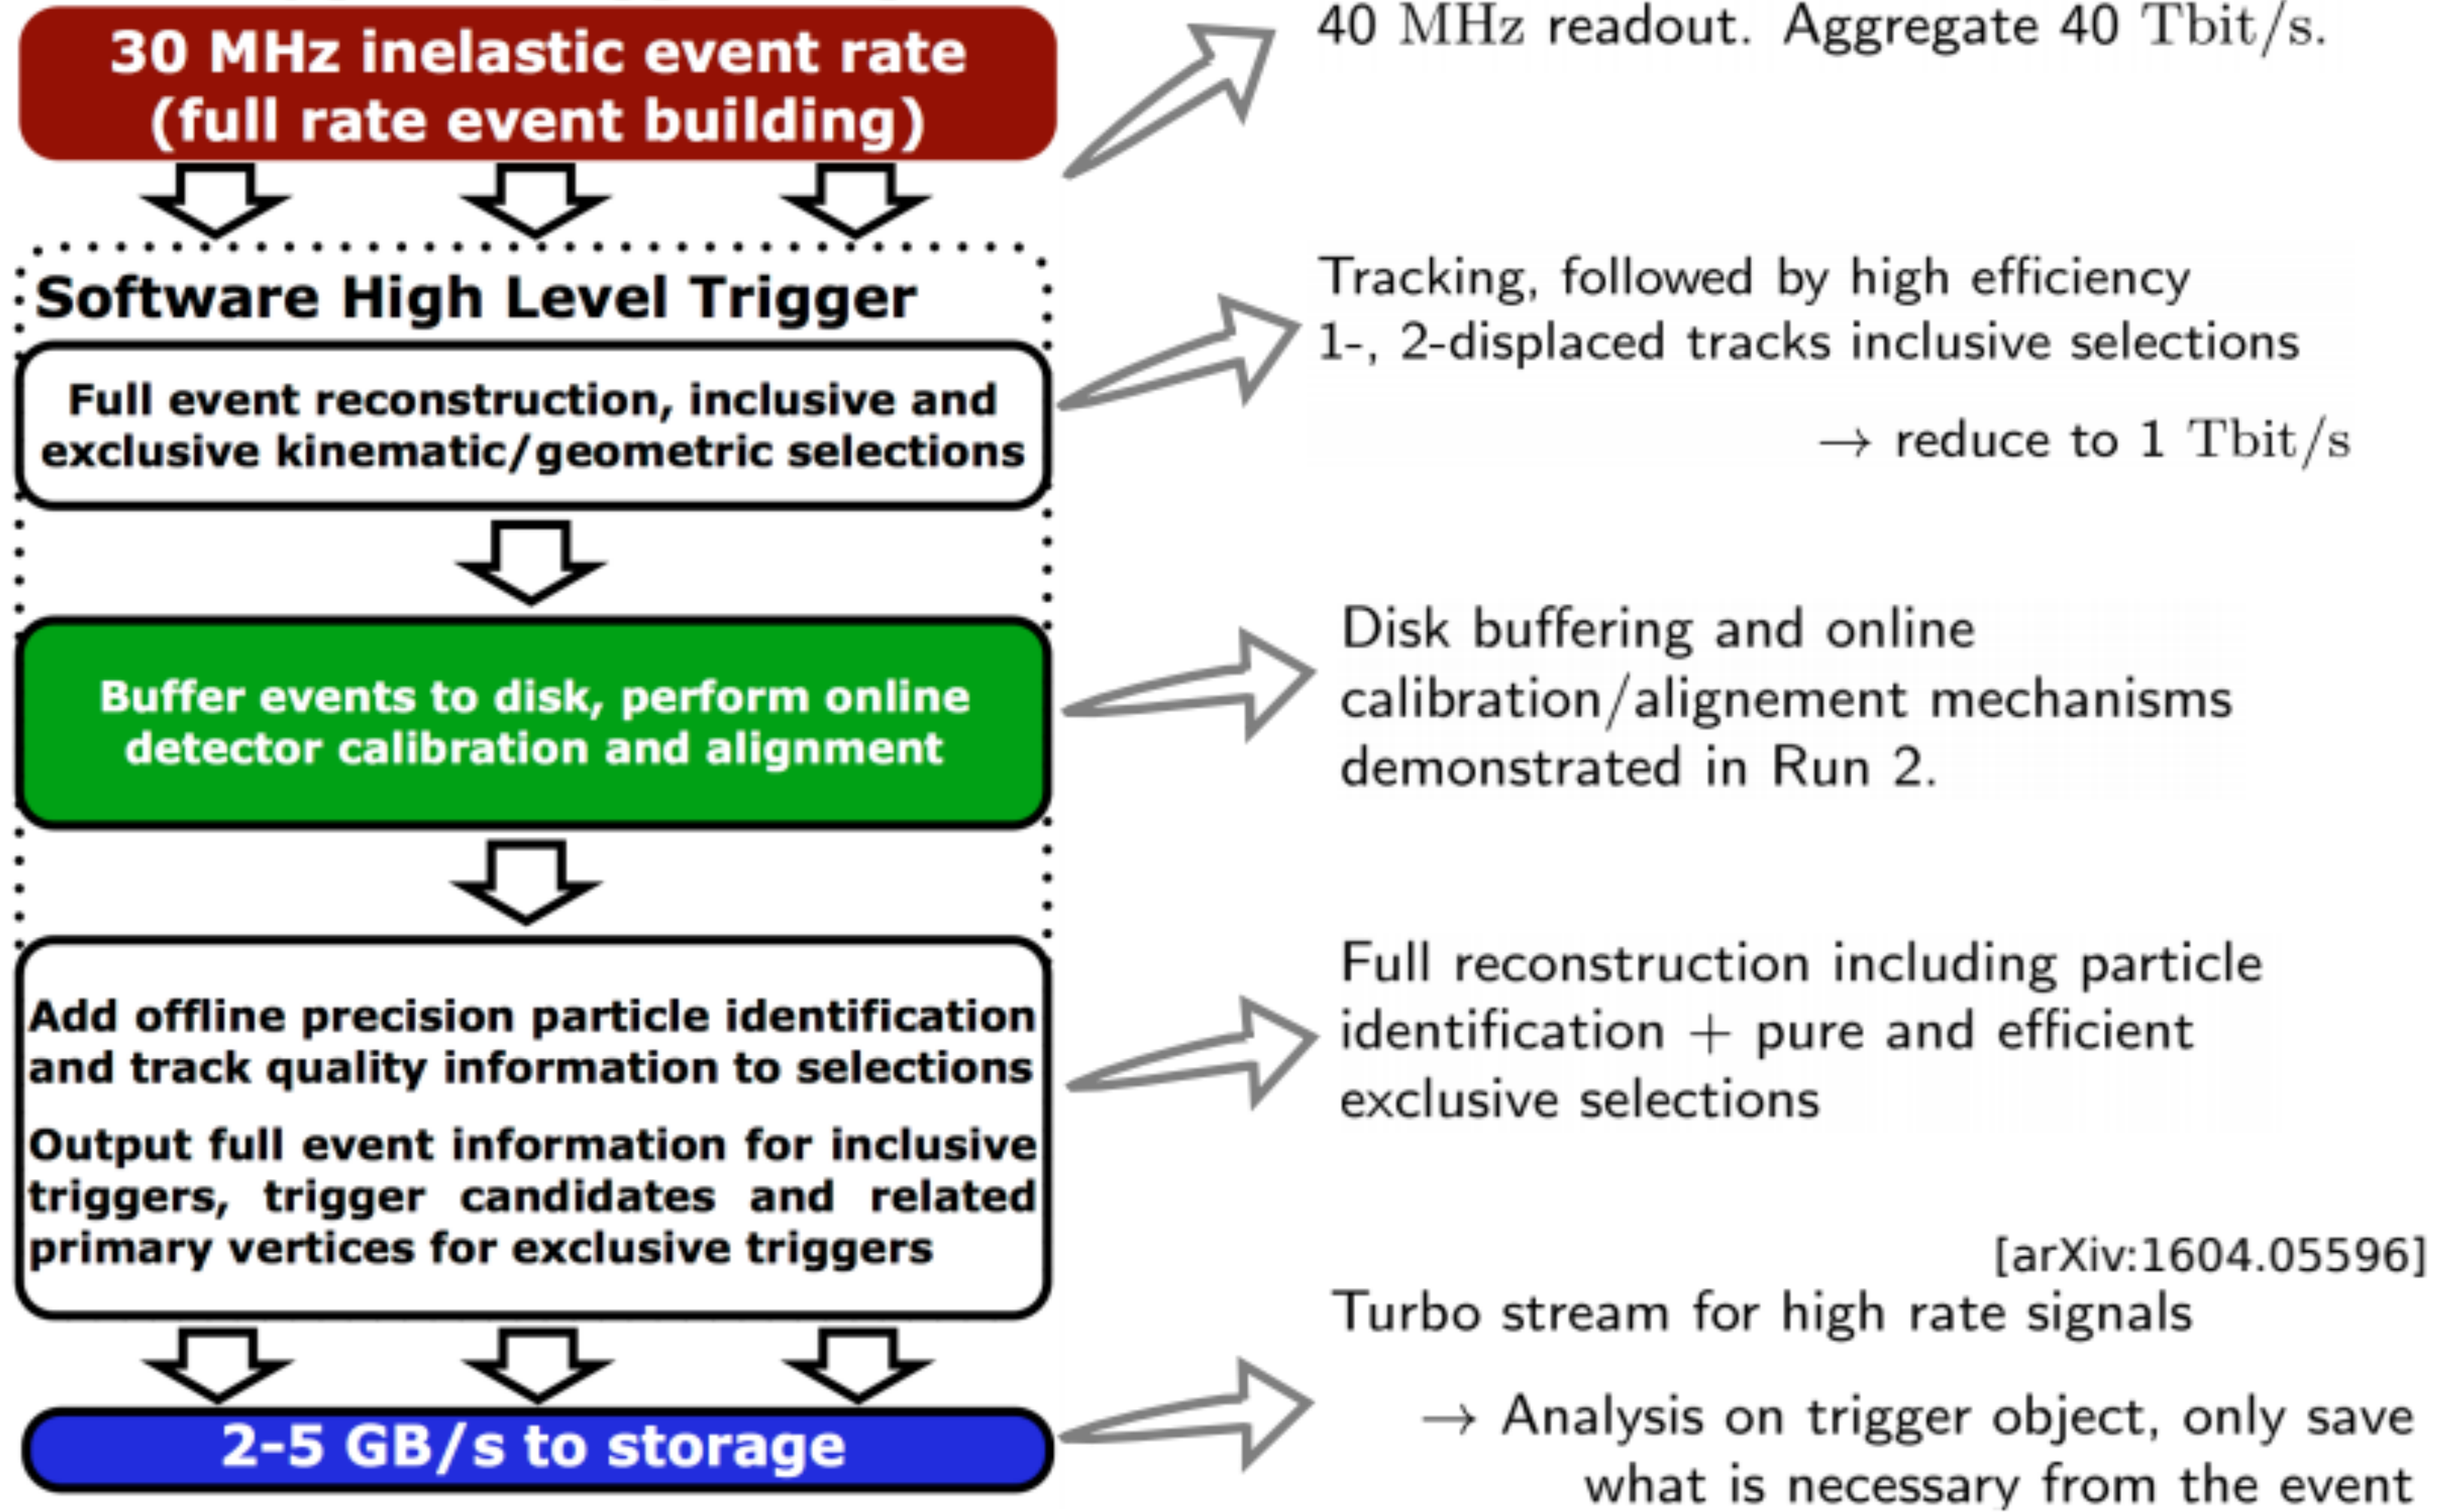 30 MHz inelastic event rate
(full rate event building)
40 MHz readout. Aggregate 40 Tbit/s.
Software High Level Trigger
Full event reconstruction, inclusive and
exclusive kinematic/geometric selections
Tracking, followed by high efficiency
1-, 2-displaced tracks inclusive selections
→ reduce to 1 Tbit/s
Buffer events to disk, perform online
detector calibration and alignment
Disk buffering and online
calibration/alignement mechanisms
demonstrated in Run 2.
Add offline precision particle identification
and track quality information to selections
Output full event information for inclusive
triggers, trigger candidates and related
primary vertices for exclusive triggers
Full reconstruction including particle
identification + pure and efficient
exclusive selections
[arXiv:1604.05596]
Turbo stream for high rate signals
→ Analysis on trigger object, only save
what is necessary from the event
2-5 GB/s to storage